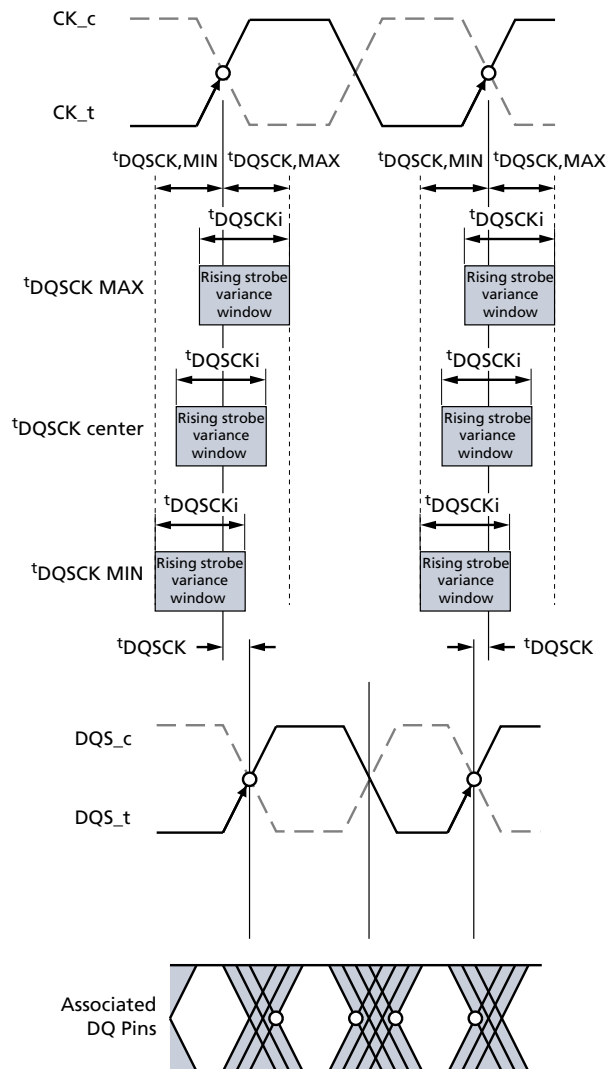 CK_c
CK_t
tDQSCK,MIN tDQSCK,MAX tDQSCK,MIN tDQSCK,MAX
tDQSCKi tDQSCKi
tDQSCK MAX
Rising strobe
variance
window
Rising strobe
variance
window
tDQSCKi tDQSCKi
tDQSCK center
Rising strobe
variance
window
Rising strobe
variance
window
tDQSCKi tDQSCKi
tDQSCK MIN
Rising strobe
variance
window
Rising strobe
variance
window
tDQSCK tDQSCK
DQS_c
DQS_t
Associated
DQ Pins